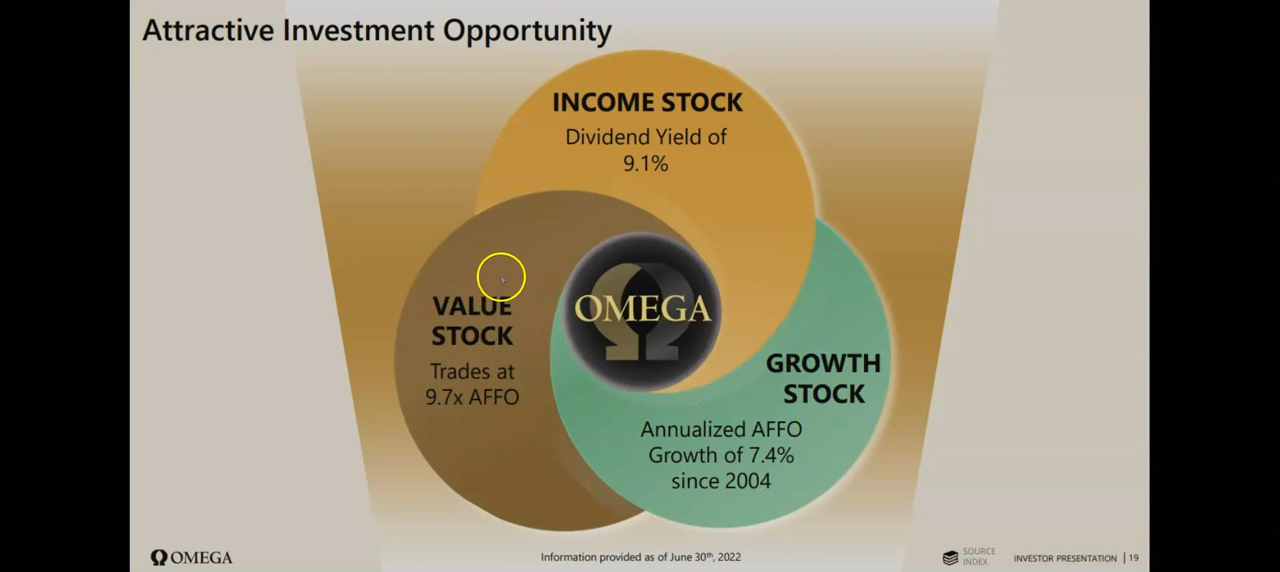 Attractive Investment Opportunity
INCOME STOCK
Dividend Yield of
9.1%
VALUE
STOCK
Trades at
9.7x AFFO
OMEGA
GROWTH
STOCK
Annualized AFFO
Growth of 7.4%
since 2004
OMEGA
Information provided as of June 30th, 2022
SOURCE
INDEX
INVESTOR PRESENTATION | 19